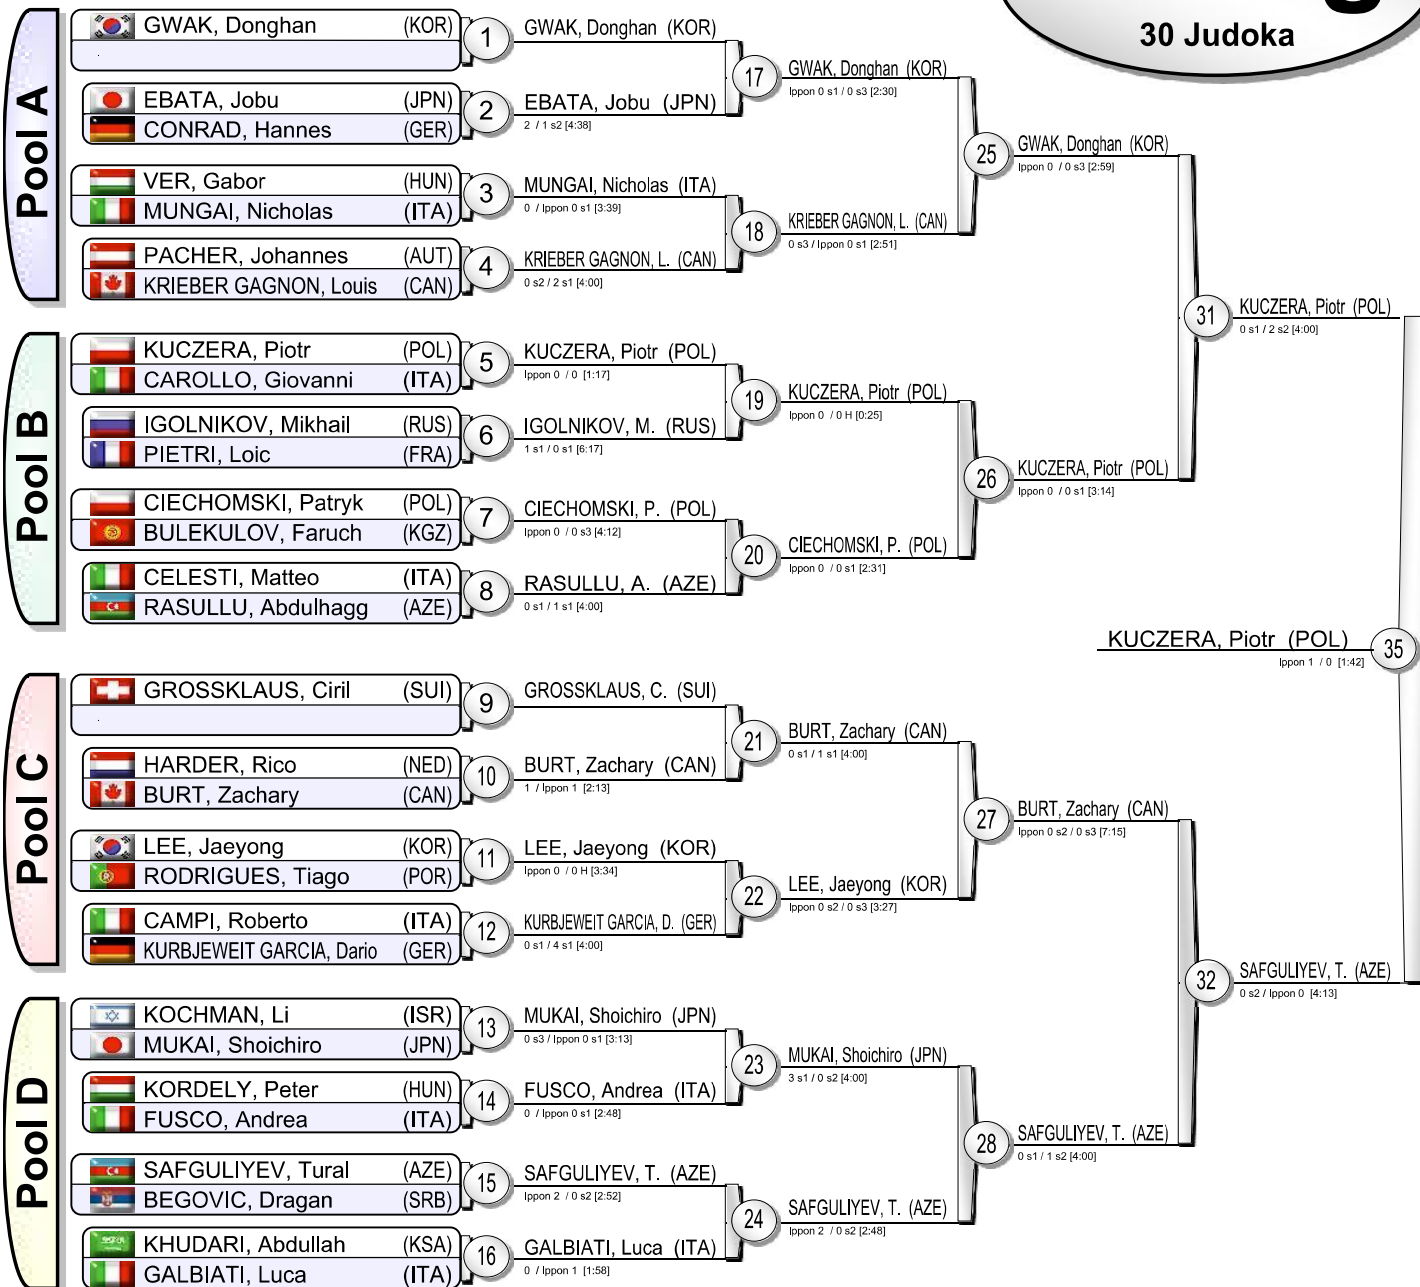 30 Judoka
Pool A
GWAK, Donghan (KOR)
1
GWAK, Donghan (KOR)
EBATA, Jobu (JPN)
CONRAD, Hannes (GER)
2
EBATA, Jobu (JPN)
2 / 1 s2 [4:38]
17
GWAK, Donghan (KOR)
Ippon 0 s1 / 0 s3 [2:30]
VER, Gabor (HUN)
MUNGAI, Nicholas (ITA)
3
MUNGAI, Nicholas (ITA)
0 / Ippon 0 s1 [3:39]
PACHER, Johannes (AUT)
KRIEBER GAGNON, Louis (CAN)
4
KRIEBER GAGNON, L. (CAN)
0 s2 / 2 s1 [4:00]
18
KRIEBER GAGNON, L. (CAN)
0 s3 / Ippon 0 s1 [2:51]
25
GWAK, Donghan (KOR)
Ippon 0 / 0 s3 [2:59]
Pool B
KUCZERA, Piotr (POL)
CAROLLO, Giovanni (ITA)
5
KUCZERA, Piotr (POL)
Ippon 0 / 0 [1:17]
IGOLNIKOV, Mikhail (RUS)
PIETRI, Loic (FRA)
6
IGOLNIKOV, M. (RUS)
1 s1 / 0 s1 [6:17]
19
KUCZERA, Piotr (POL)
Ippon 0 / 0 H [0:25]
CIECHOMSKI, Patryk (POL)
BULEKULOV, Faruch (KGZ)
7
CIECHOMSKI, P. (POL)
Ippon 0 / 0 s3 [4:12]
CELESTI, Matteo (ITA)
RASULLU, Abdulhagg (AZE)
8
RASULLU, A. (AZE)
0 s1 / 1 s1 [4:00]
20
CIECHOMSKI, P. (POL)
Ippon 0 / 0 s1 [2:31]
26
KUCZERA, Piotr (POL)
Ippon 0 / 0 s1 [3:14]
31
KUCZERA, Piotr (POL)
0 s1 / 2 s2 [4:00]
KUCZERA, Piotr (POL)
Ippon 1 / 0 [1:42]
35
Pool C
GROSSKLAUS, Ciril (SUI)
9
GROSSKLAUS, C. (SUI)
HARDER, Rico (NED)
BURT, Zachary (CAN)
10
BURT, Zachary (CAN)
1 / Ippon 1 [2:13]
21
BURT, Zachary (CAN)
0 s1 / 1 s1 [4:00]
LEE, Jaeyong (KOR)
RODRIGUES, Tiago (POR)
11
LEE, Jaeyong (KOR)
Ippon 0 / 0 H [3:34]
CAMPI, Roberto (ITA)
KURBJEWEIT GARCIA, Dario (GER)
12
KURBJEWEIT GARCIA, D. (GER)
0 s1 / 4 s1 [4:00]
22
LEE, Jaeyong (KOR)
Ippon 0 s2 / 0 s3 [3:27]
27
BURT, Zachary (CAN)
Ippon 0 s2 / 0 s3 [7:15]
Pool D
KOCHMAN, Li (ISR)
MUKAI, Shoichiro (JPN)
13
MUKAI, Shoichiro (JPN)
0 s3 / Ippon 0 s1 [3:13]
KORDELY, Peter (HUN)
FUSCO, Andrea (ITA)
14
FUSCO, Andrea (ITA)
0 / Ippon 0 s1 [2:48]
23
MUKAI, Shoichiro (JPN)
3 s1 / 0 s2 [4:00]
SAFGULIYEV, Tural (AZE)
BEGOVIC, Dragan (SRB)
15
SAFGULIYEV, T. (AZE)
Ippon 2 / 0 s2 [2:52]
KHUDARI, Abdullah (KSA)
GALBIATI, Luca (ITA)
16
GALBIATI, Luca (ITA)
0 / Ippon 1 [1:58]
24
SAFGULIYEV, T. (AZE)
Ippon 2 / 0 s2 [2:48]
28
SAFGULIYEV, T. (AZE)
0 s1 / 1 s2 [4:00]
32
SAFGULIYEV, T. (AZE)
0 s2 / Ippon 0 [4:13]